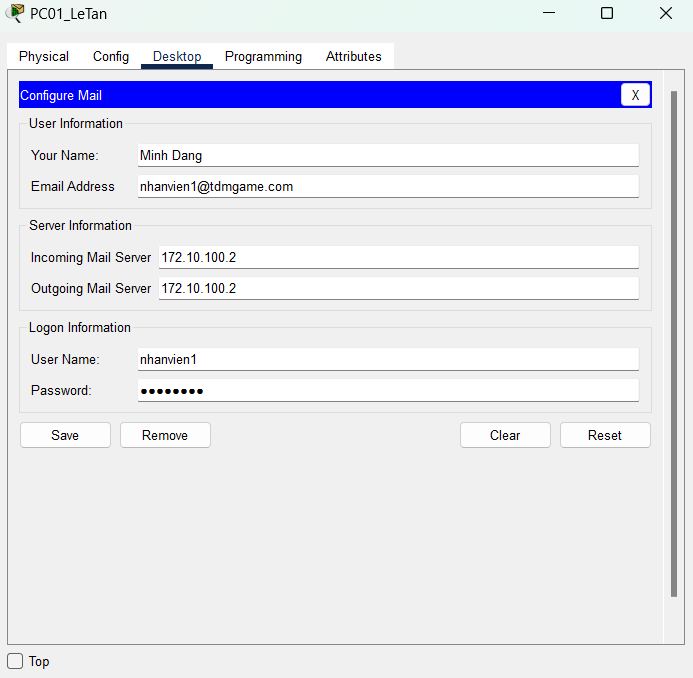 PC01_LeTan
Physical Config Desktop Programming Attributes
Configure Mail X
User Information
Your Name: Minh Dang
Email Address nhanvien1@tdmgame.com
Server Information
Incoming Mail Server 172.10.100.2
Outgoing Mail Server 172.10.100.2
Logon Information
User Name: nhanvien1
Password: ●●●●●●●●
Save Remove Clear Reset
Top